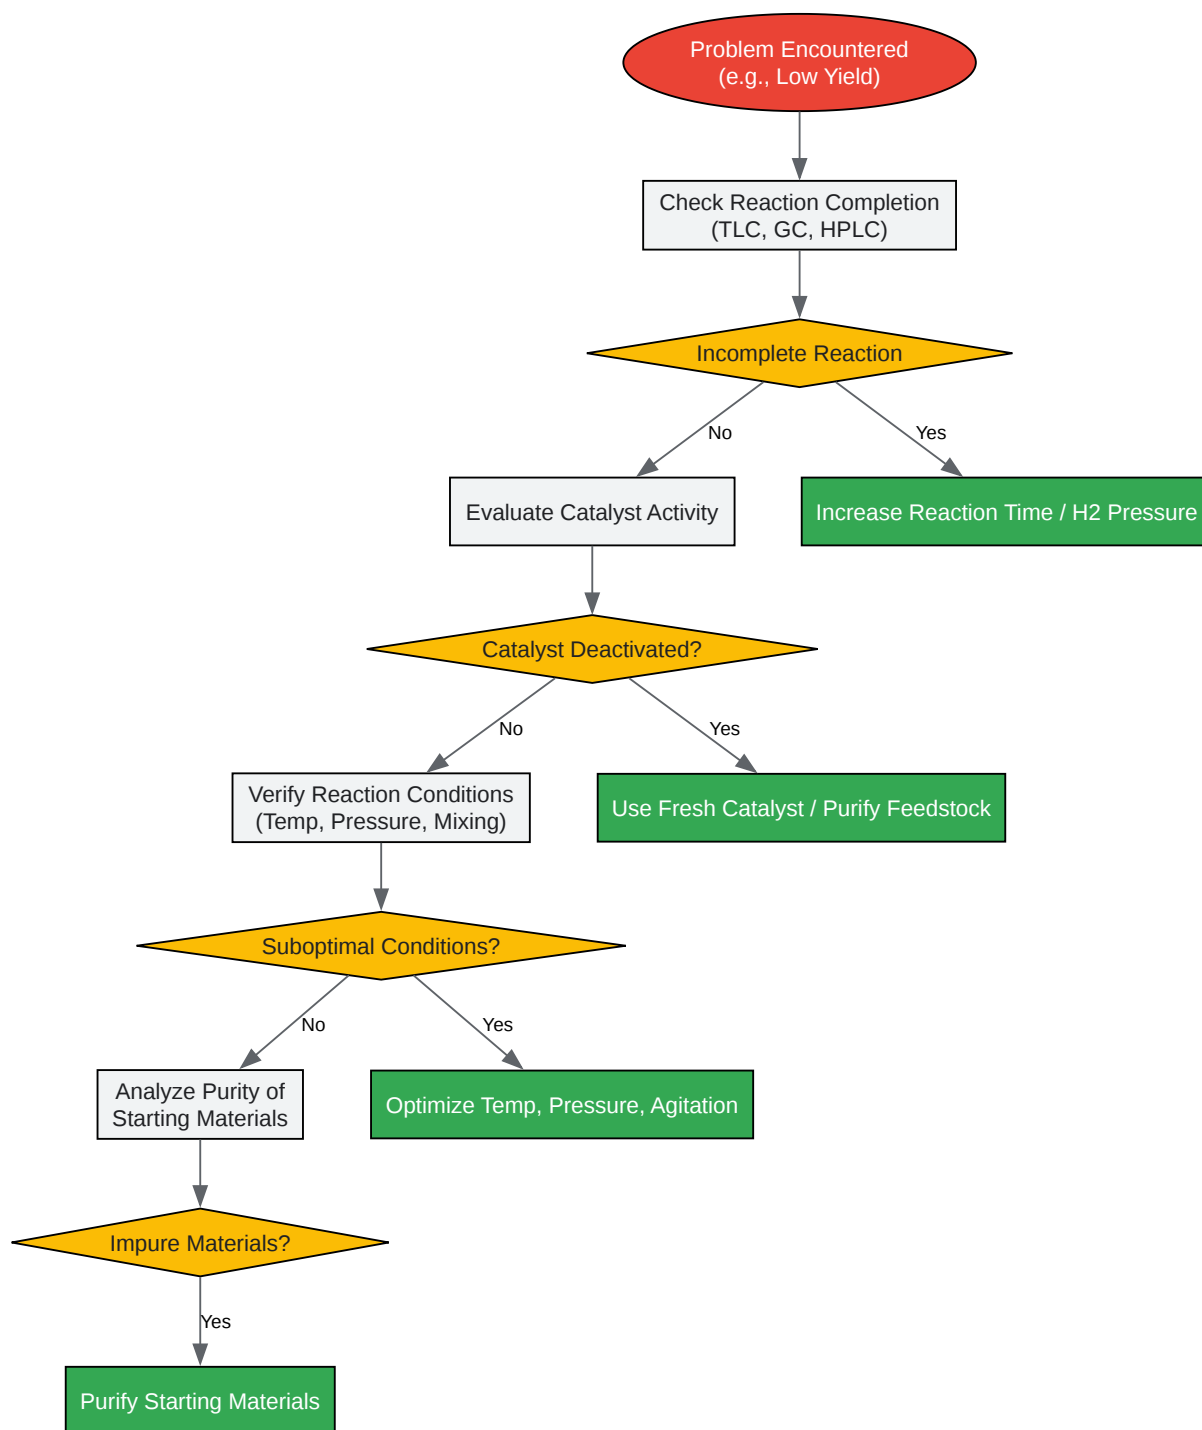 Problem Encountered
(e.g., Low Yield)
Check Reaction Completion
(TLC, GC, HPLC)
Incomplete Reaction
No
Yes
Evaluate Catalyst Activity
Increase Reaction Time / H2 Pressure
Catalyst Deactivated?
No
Yes
Verify Reaction Conditions
(Temp, Pressure, Mixing)
Use Fresh Catalyst / Purify Feedstock
Suboptimal Conditions?
No
Yes
Analyze Purity of
Starting Materials
Optimize Temp, Pressure, Agitation
Impure Materials?
Yes
Purify Starting Materials